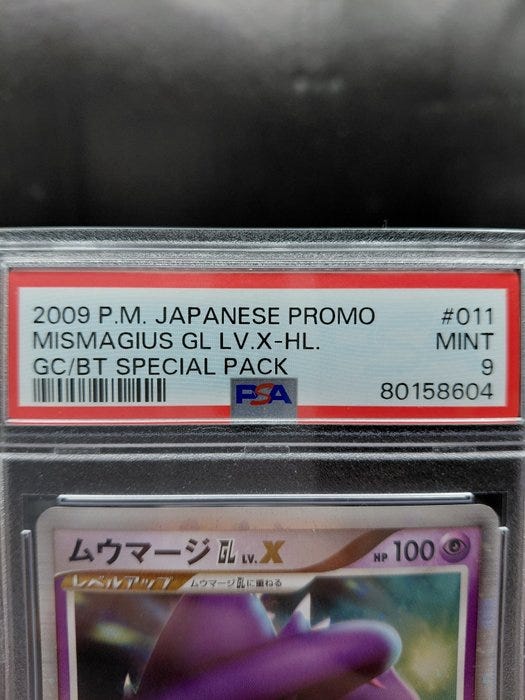 2009 P.M. JAPANESE PROMO #011
MISMAGIUS GL LV.X-HL. MINT
GC/BT SPECIAL PACK 9
PSA 80158604
ムウマージ GL LV.X HP 100
レベルアップ ムウマージGLに重ねる